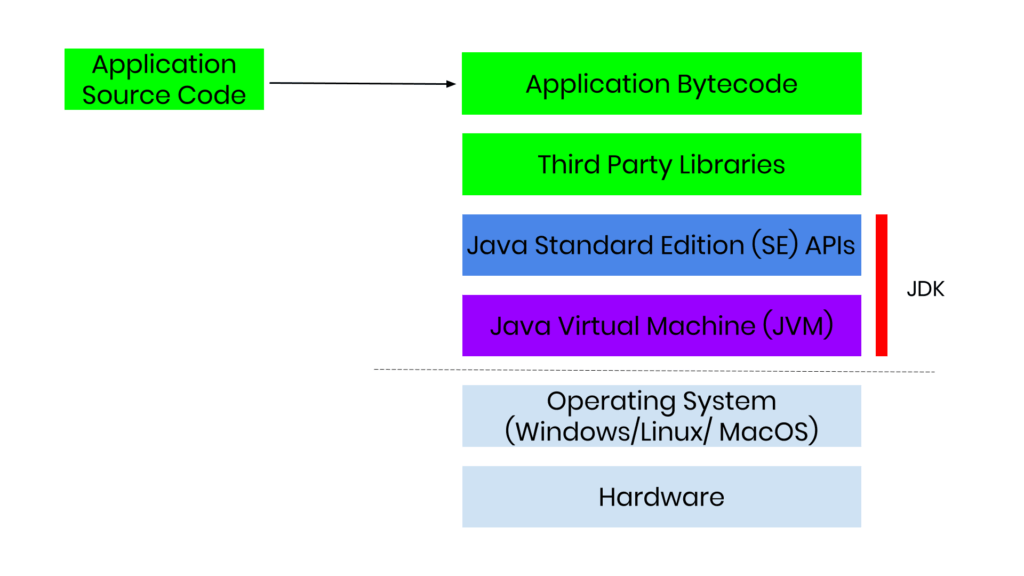 Application
Source Code
Application Bytecode
Third Party Libraries
Java Standard Edition (SE) APIs
JDK
Java Virtual Machine (JVM)
Operating System
(Windows/Linux/ MacOS)
Hardware